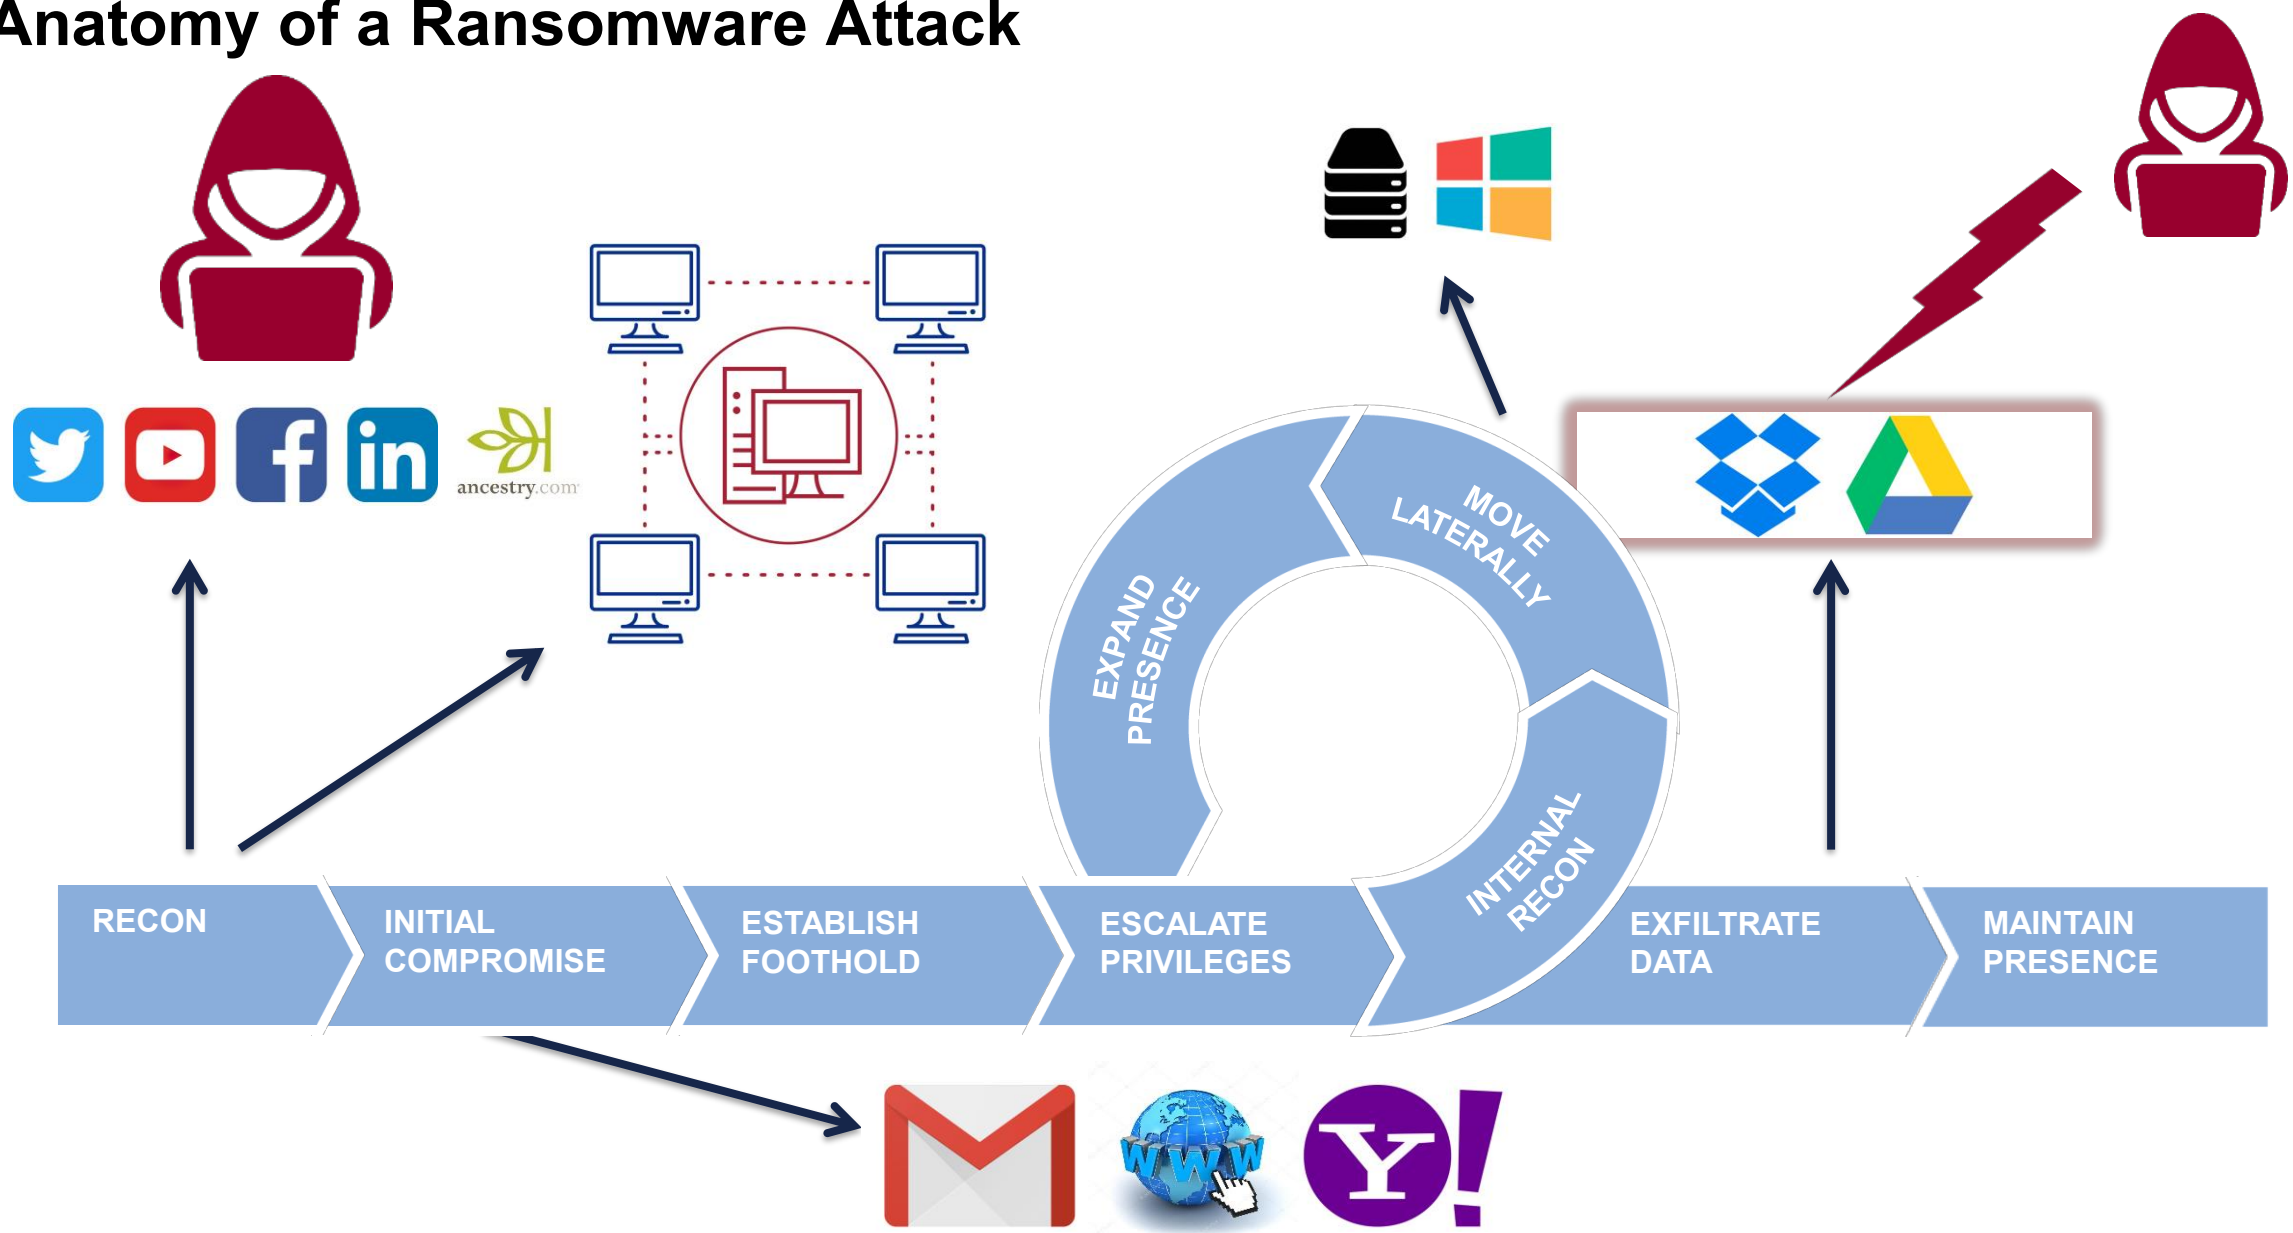 Anatomy of a Ransomware Attack
ancestry.com
EXPAND
PRESENCE
MOVE
LATERALLY
INTERNAL
RECON
RECON
INITIAL
COMPROMISE
ESTABLISH
FOOTHOLD
ESCALATE
PRIVILEGES
EXFILTRATE
DATA
MAINTAIN
PRESENCE
WWW
Y!
in
f